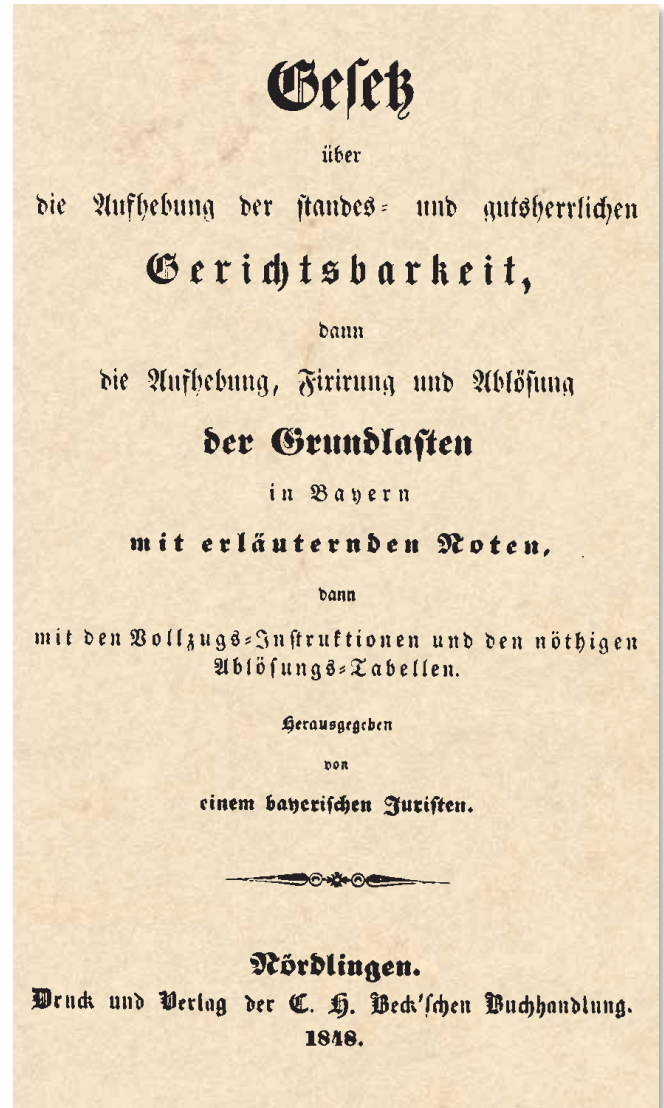 Gesetz
über
die Aufhebung der standes- und gutsherrlichen
Gerichtsbarkeit,
dann
die Aufhebung, Fixirung und Ablösung
der Grundlasten
in Bayern
mit erläuternden Noten,
dann
mit den Vollzugs-Instruktionen und den nöthigen
Ablösungs-Tabellen.
Herausgegeben
von
einem bayerischen Juristen.
Nördlingen.
Druck und Verlag der C. H. Beck'schen Buchhandlung.
1848.